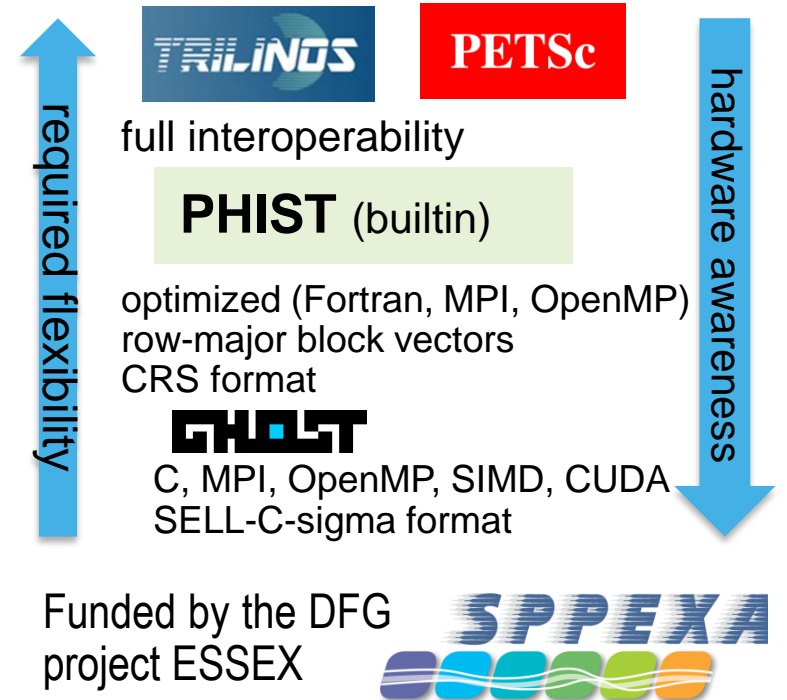 TRILINOS PETSc
full interoperability
PHIST (builtin)
optimized (Fortran, MPI, OpenMP)
row-major block vectors
CRS format
GHOST
C, MPI, OpenMP, SIMD, CUDA
SELL-C-sigma format
required flexibility
hardware awareness
Funded by the DFG
project ESSEX
SPPEXA